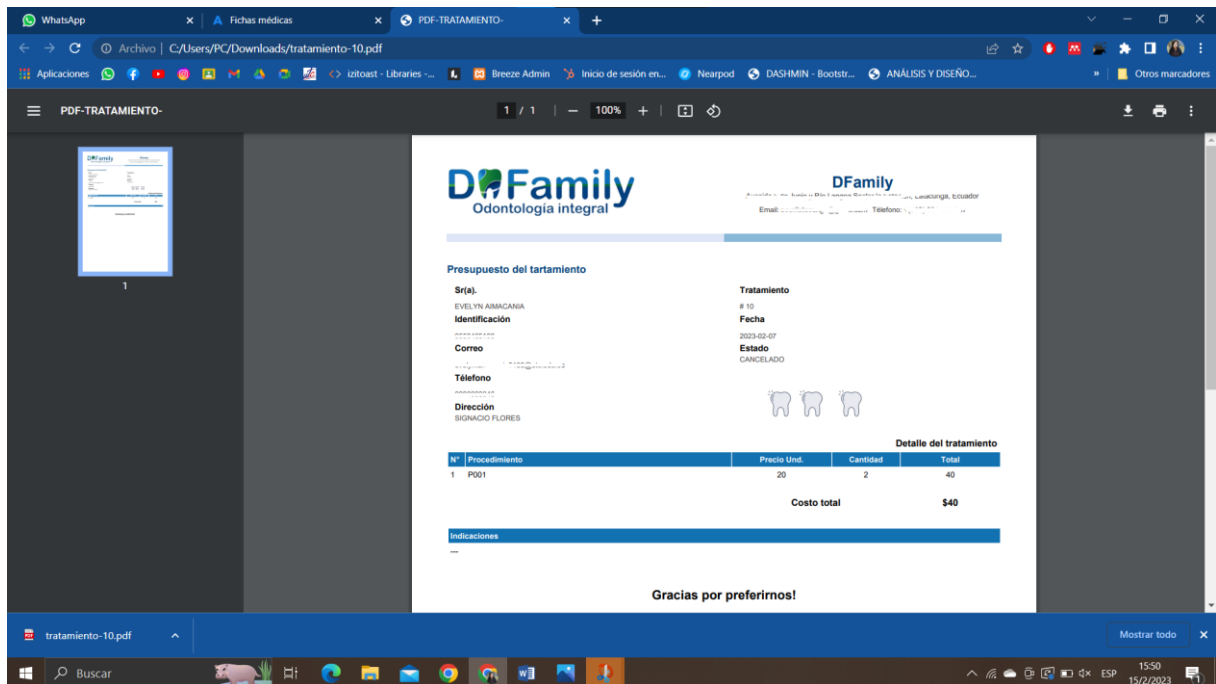 WhatsApp
Fichas médicas
PDF-TRATAMIENTO-
Archivo | C:/Users/PC/Downloads/tratamiento-10.pdf
Aplicaciones
izitoast - Libraries -...
Breeze Admin
Inicio de sesión en...
Nearpod
DASHMIN - Bootstr...
ANÁLISIS Y DISEÑO...
»
Otros marcadores
PDF-TRATAMIENTO-
1 / 1
100%
1
DFamily
Odontología integral
DFamily
Latacunga, Ecuador
Email:
Teléfono:
Presupuesto del tartamiento
Sr(a).
EVELYN AIMACANIA
Identificación
Correo
Télefono
Dirección
SIGNACIO FLORES
Tratamiento
# 10
Fecha
2023-02-07
Estado
CANCELADO
Detalle del tratamiento
N° Procedimiento Precio Und. Cantidad Total
1 P001 20 2 40
Costo total $40
Indicaciones
---
Gracias por preferirnos!
tratamiento-10.pdf
Mostrar todo
Buscar
ESP
15:50
15/2/2023